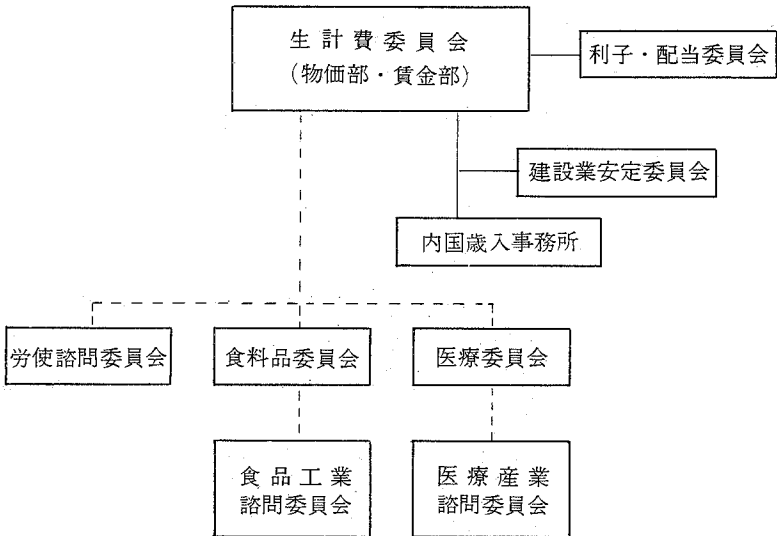 生計費委員会
(物価部・賃金部)
利子・配当委員会
建設業安定委員会
内国歳入事務所
労使諮問委員会
食料品委員会
医療委員会
食品工業
諮問委員会
医療産業
諮問委員会